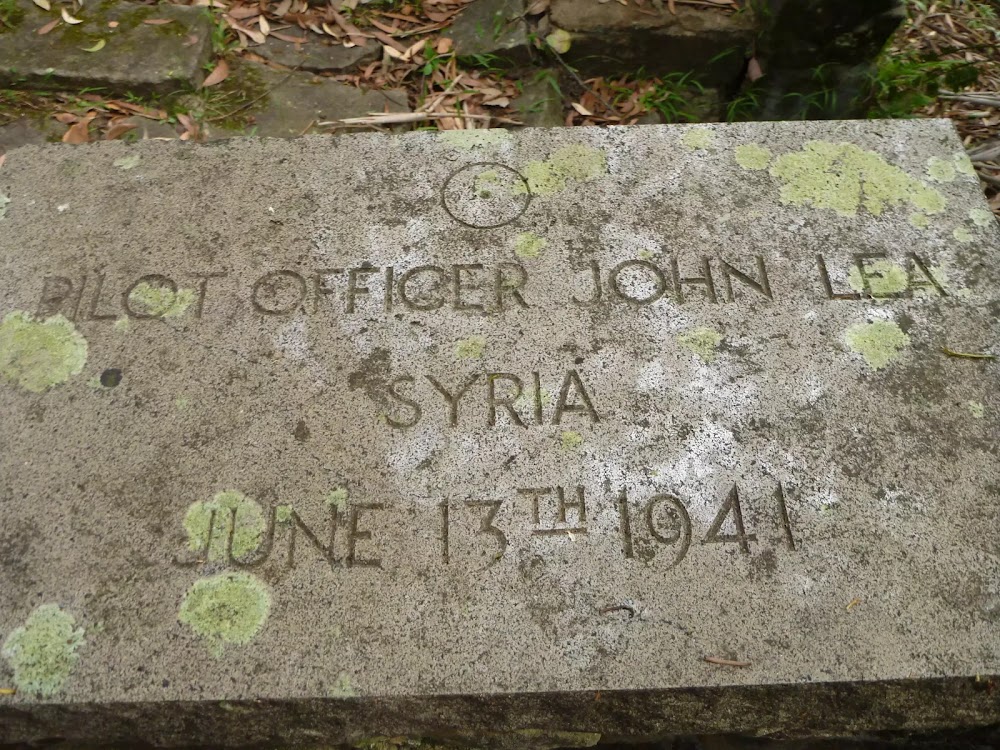 PILOT OFFICER JOHN LEA
SYRIA
JUNE 13TH 1941